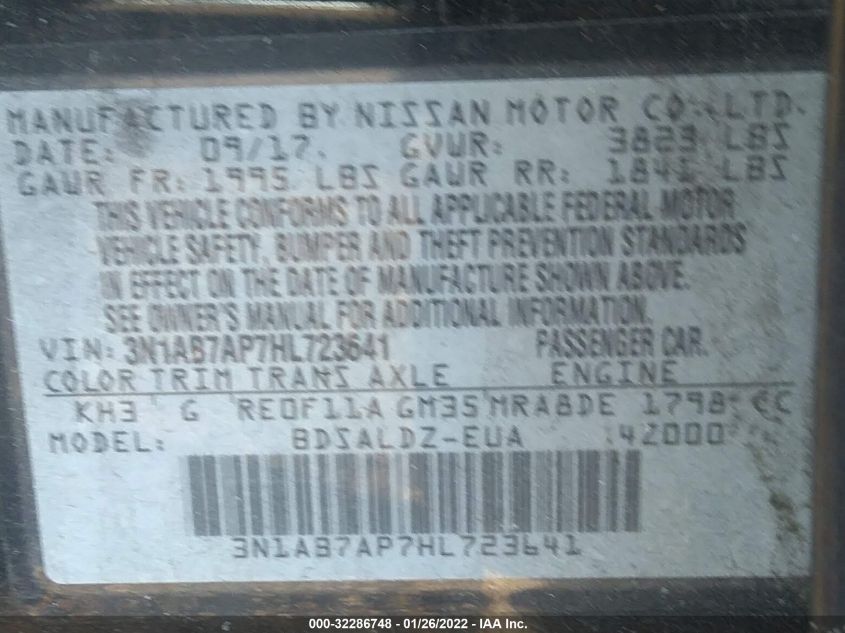 MANUFACTURED BY NISSAN MOTOR CO., LTD.
DATE: 09/17. GVWR: 3823 LBS
GAWR FR: 1995 LBS GAWR RR: 1841 LBS
THIS VEHICLE CONFORMS TO ALL APPLICABLE FEDERAL MOTOR
VEHICLE SAFETY, BUMPER AND THEFT PREVENTION STANDARDS
IN EFFECT ON THE DATE OF MANUFACTURE SHOWN ABOVE.
SEE OWNER'S MANUAL FOR ADDITIONAL INFORMATION.
VIN: 3N1AB7AP7HL723641 PASSENGER CAR.
COLOR TRIM TRANS AXLE ENGINE
KH3 G RE0F11A GM35 MRA8DE 1798 CC
MODEL: BDSALDZ-EUA 42000
3N1AB7AP7HL723641
000-32286748 — 01/26/2022 — IAA Inc.